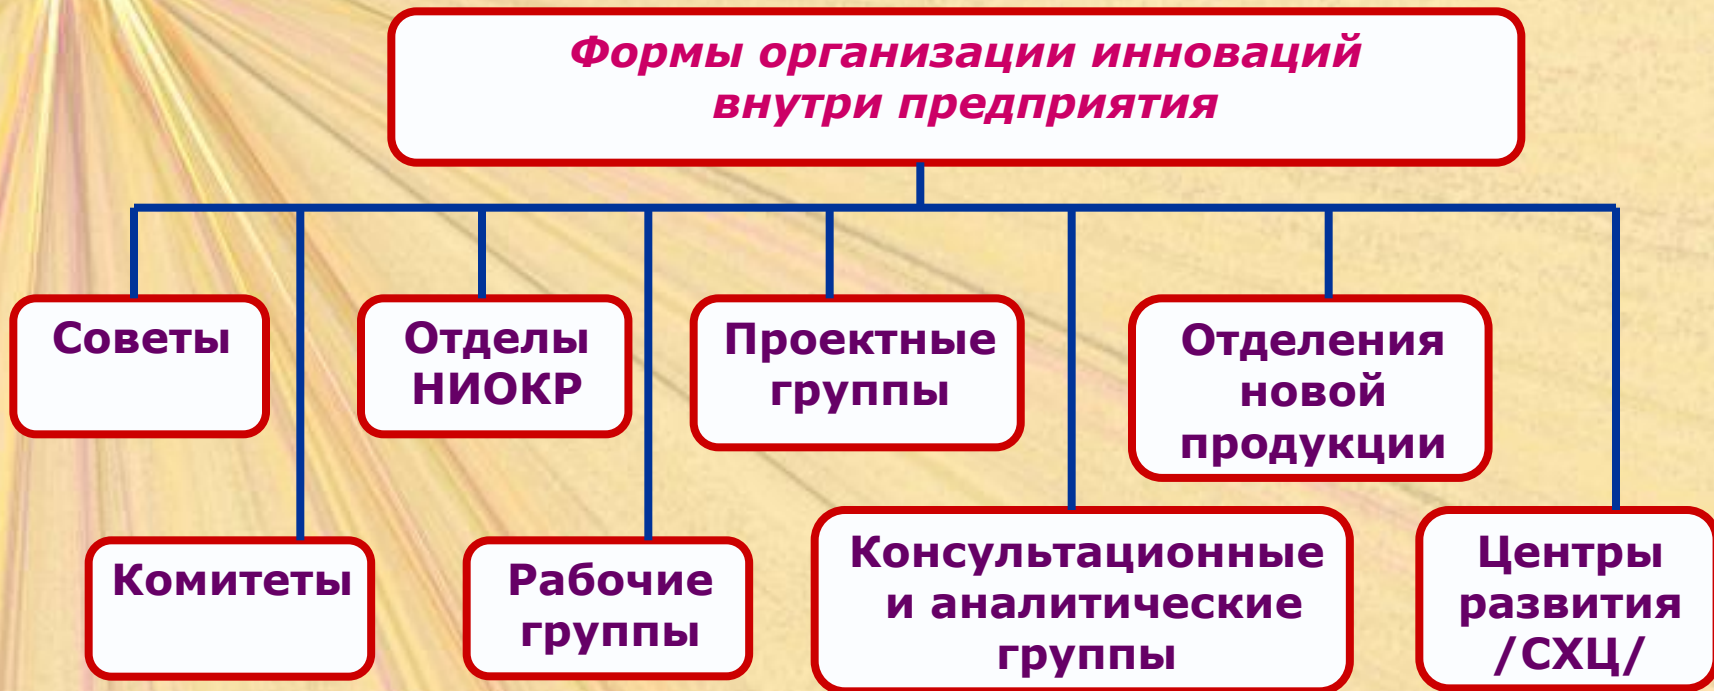 Формы организации инноваций
внутри предприятия
Советы
Отделы
НИОКР
Проектные
группы
Отделения
новой
продукции
Комитеты
Рабочие
группы
Консультационные
и аналитические
группы
Центры
развития
/СХЦ/